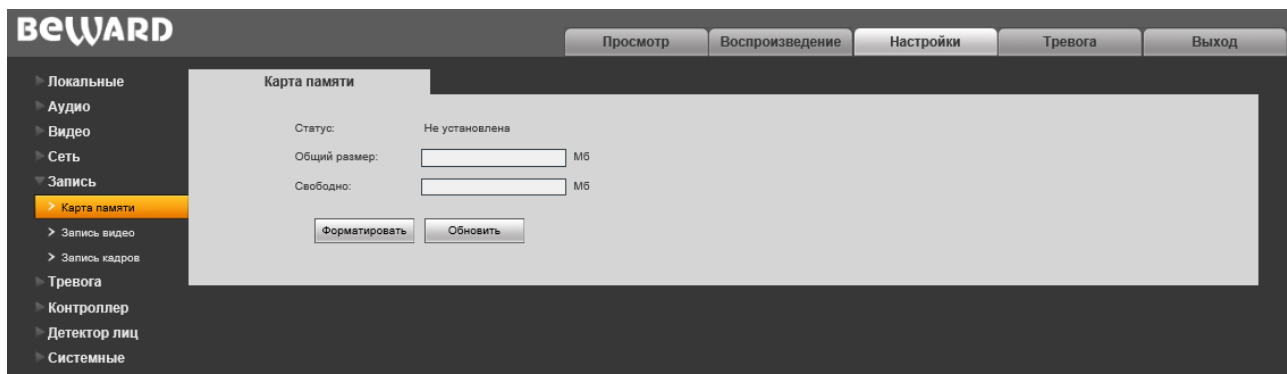 BEWARD
Просмотр Воспроизведение Настройки Тревога Выход
Локальные
Аудио
Видео
Сеть
Запись
Карта памяти
Запись видео
Запись кадров
Тревога
Контроллер
Детектор лиц
Системные
Карта памяти
Статус: Не установлена
Общий размер: Мб
Свободно: Мб
Форматировать Обновить